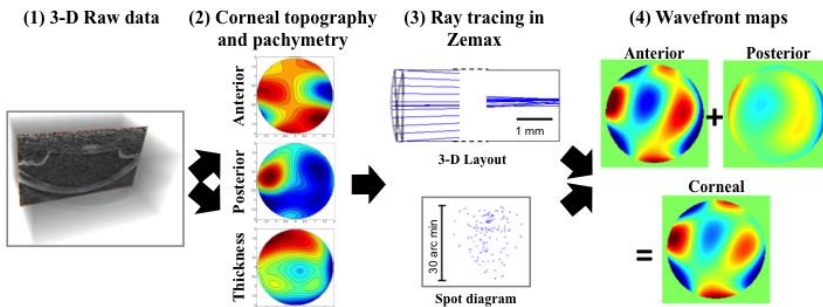 (1) 3-D Raw data
(2) Corneal topography
and pachymetry
Anterior
Posterior
Thickness
(3) Ray tracing in
Zemax
1 mm
3-D Layout
30 arc min
Spot diagram
(4) Wavefront maps
Anterior
Posterior
+
Corneal
=